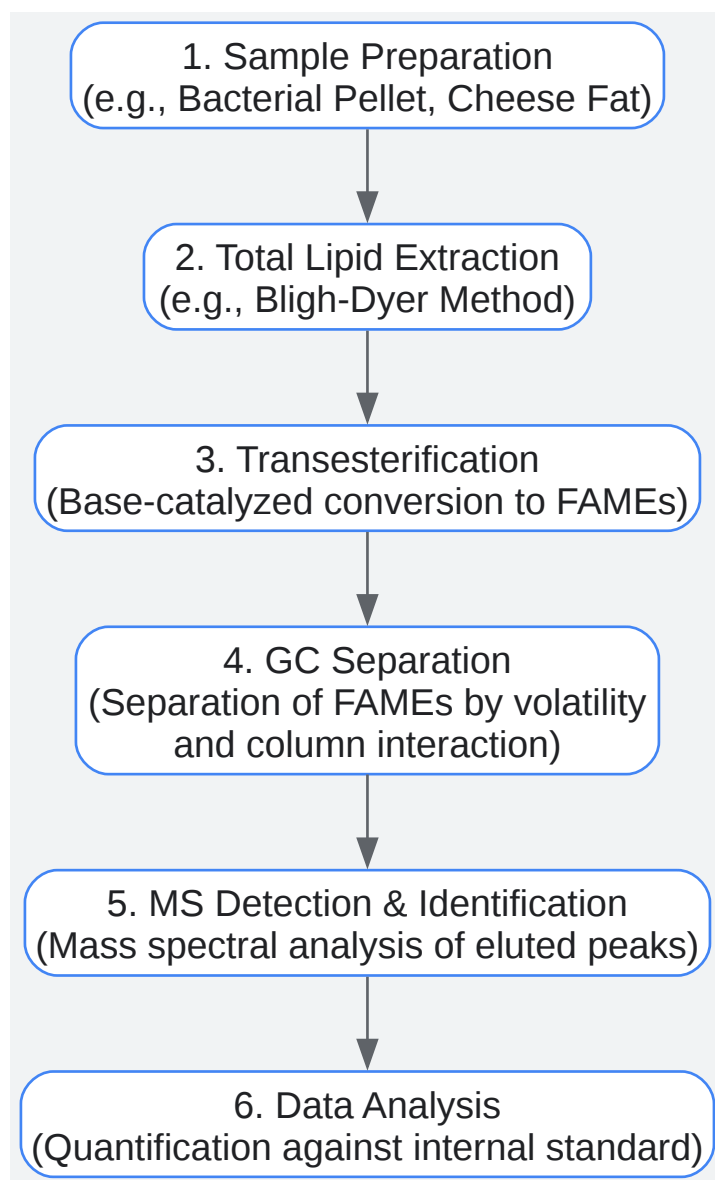 1. Sample Preparation
(e.g., Bacterial Pellet, Cheese Fat)
2. Total Lipid Extraction
(e.g., Bligh-Dyer Method)
3. Transesterification
(Base-catalyzed conversion to FAMEs)
4. GC Separation
(Separation of FAMEs by volatility
and column interaction)
5. MS Detection & Identification
(Mass spectral analysis of eluted peaks)
6. Data Analysis
(Quantification against internal standard)